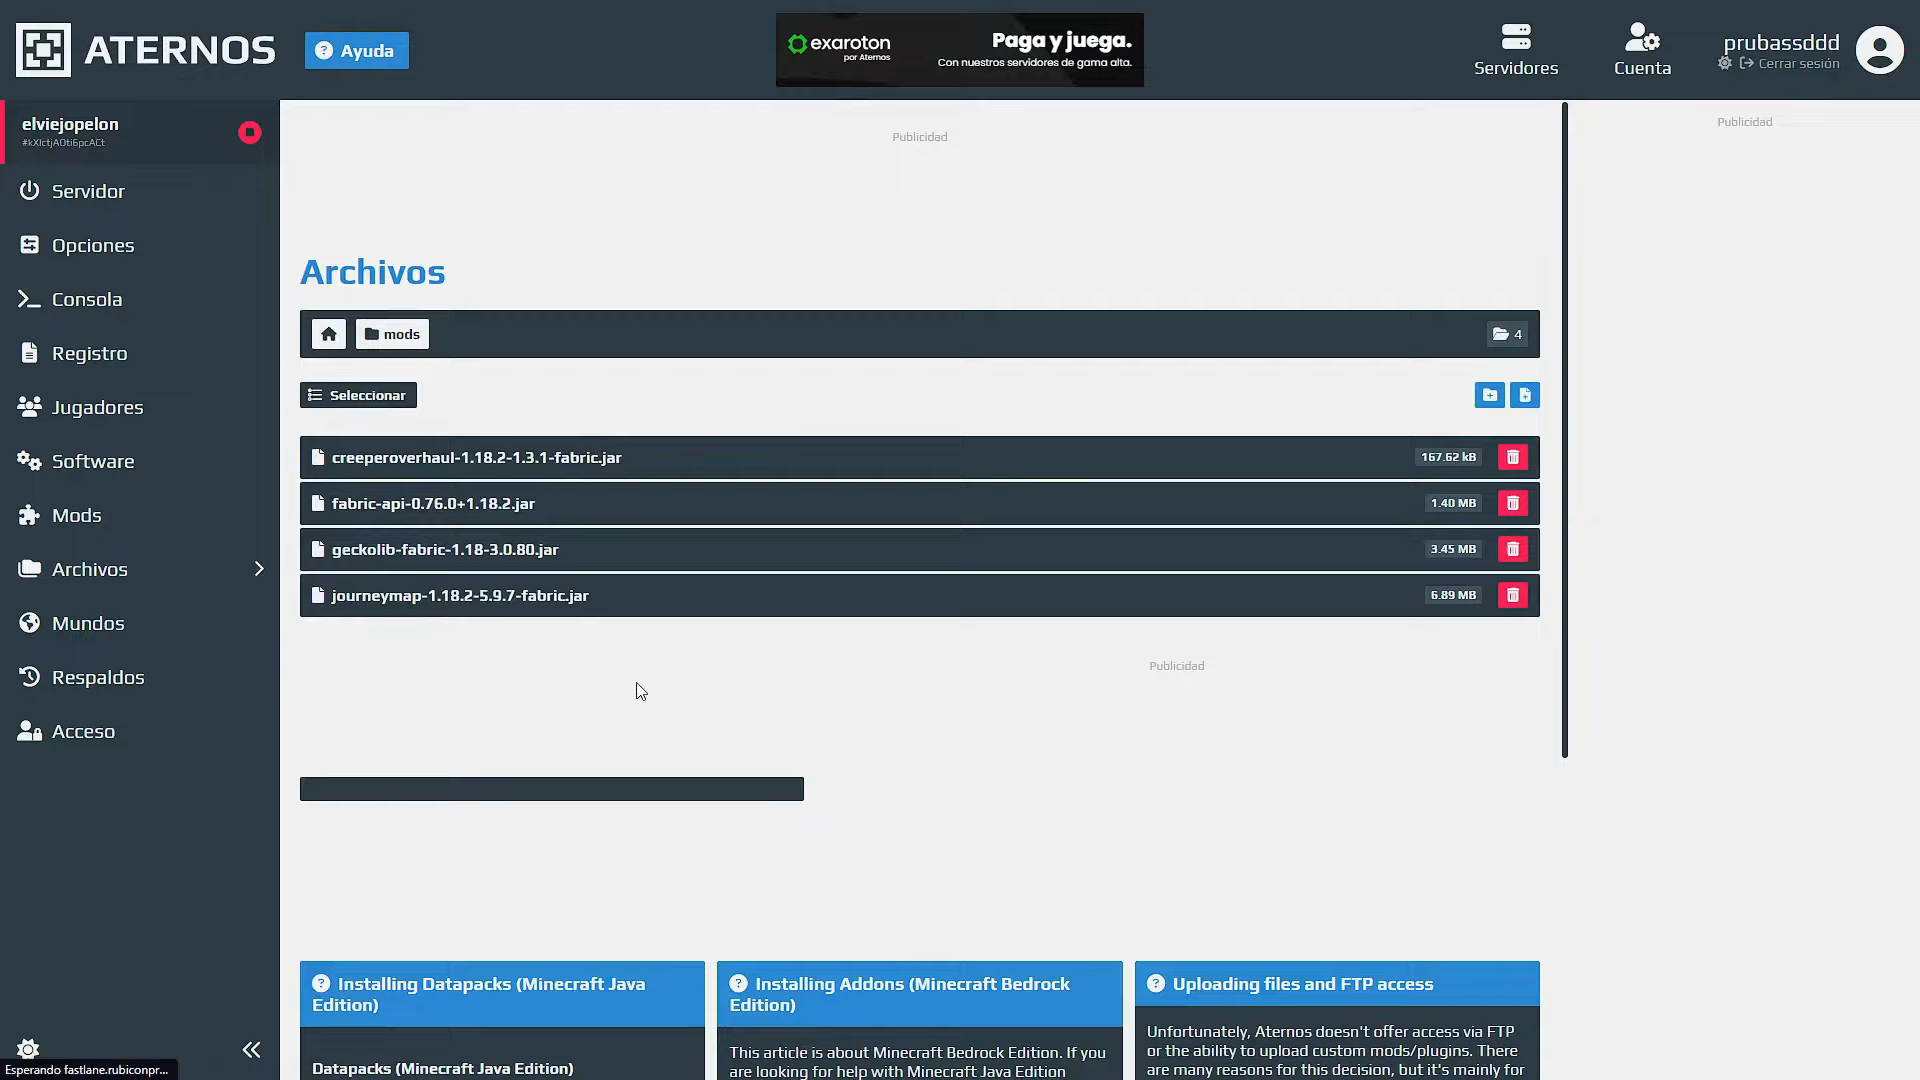 ATERNOS
Ayuda
exaroton
por Aternos
Paga y juega.
Con nuestros servidores de gama alta.
Servidores
Cuenta
prubassddd
Cerrar sesión
elviejopelon
Publicidad
Publicidad
Servidor
Opciones
Consola
Registro
Jugadores
Software
Mods
Archivos
Mundos
Respaldos
Acceso
Archivos
mods
4
Seleccionar
creeperoverhaul-1.18.2-1.3.1-fabric.jar
167.62 kB
fabric-api-0.76.0+1.18.2.jar
1.40 MB
geckolib-fabric-1.18-3.0.80.jar
3.45 MB
journeymap-1.18.2-5.9.7-fabric.jar
6.89 MB
Publicidad
Installing Datapacks (Minecraft Java
Edition)
Datapacks (Minecraft Java Edition)
Installing Addons (Minecraft Bedrock
Edition)
This article is about Minecraft Bedrock Edition. If you
are looking for help with Minecraft Java Edition
Uploading files and FTP access
Unfortunately, Aternos doesn't offer access via FTP
or the ability to upload custom mods/plugins. There
are many reasons for this decision, but it's mainly for
Esperando fastlane.rubiconpr...